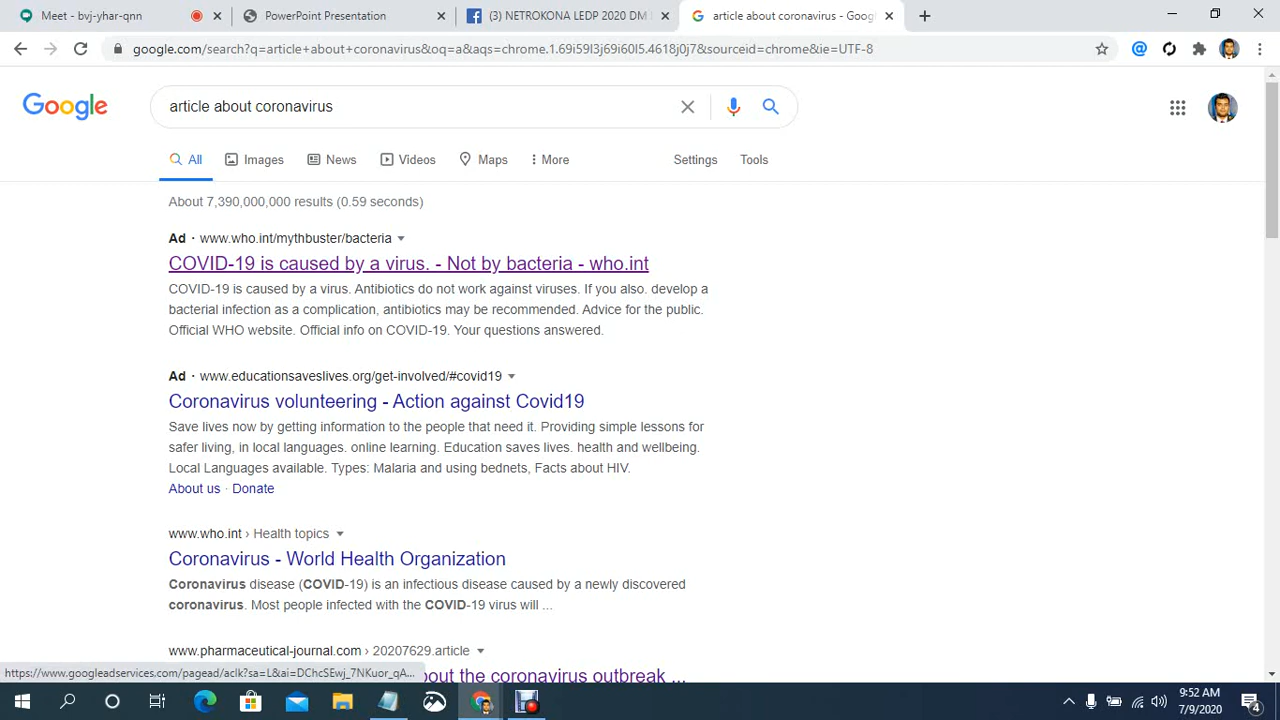 Meet - bvj-yhar-qnn
PowerPoint Presentation
(3) NETROKONA LEDP 2020 DM
article about coronavirus - Goog
google.com/search?q=article+about+coronavirus&oq=a&aqs=chrome.1.69i59l3j69i60l5.4618j0j7&sourceid=chrome&ie=UTF-8
Google
article about coronavirus
All Images News Videos Maps More Settings Tools
About 7,390,000,000 results (0.59 seconds)
Ad · www.who.int/mythbuster/bacteria
COVID-19 is caused by a virus. - Not by bacteria - who.int
COVID-19 is caused by a virus. Antibiotics do not work against viruses. If you also. develop a
bacterial infection as a complication, antibiotics may be recommended. Advice for the public.
Official WHO website. Official info on COVID-19. Your questions answered.
Ad · www.educationsaveslives.org/get-involved/#covid19
Coronavirus volunteering - Action against Covid19
Save lives now by getting information to the people that need it. Providing simple lessons for
safer living, in local languages. online learning. Education saves lives. health and wellbeing.
Local Languages available. Types: Malaria and using bednets, Facts about HIV.
About us · Donate
www.who.int › Health topics
Coronavirus - World Health Organization
Coronavirus disease (COVID-19) is an infectious disease caused by a newly discovered
coronavirus. Most people infected with the COVID-19 virus will ...
www.pharmaceutical-journal.com › 20207629.article
https://www.googleadservices.com/pagead/aclk?sa=L&ai=DChcSEwj_7NKuor_qA...
out the coronavirus outbreak ...
9:52 AM
7/9/2020
4